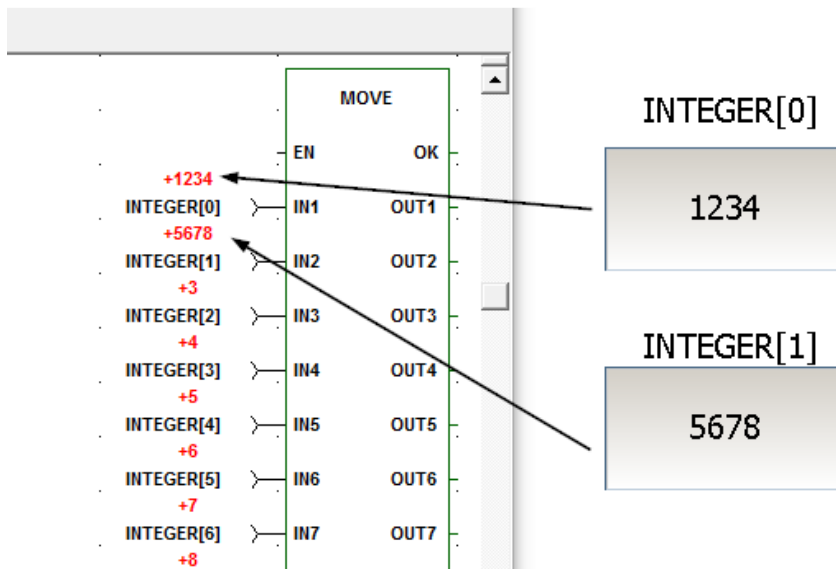 MOVE
EN OK
+1234
INTEGER[0] IN1 OUT1
+5678
INTEGER[1] IN2 OUT2
+3
INTEGER[2] IN3 OUT3
+4
INTEGER[3] IN4 OUT4
+5
INTEGER[4] IN5 OUT5
+6
INTEGER[5] IN6 OUT6
+7
INTEGER[6] IN7 OUT7
+8
INTEGER[0]
1234
INTEGER[1]
5678